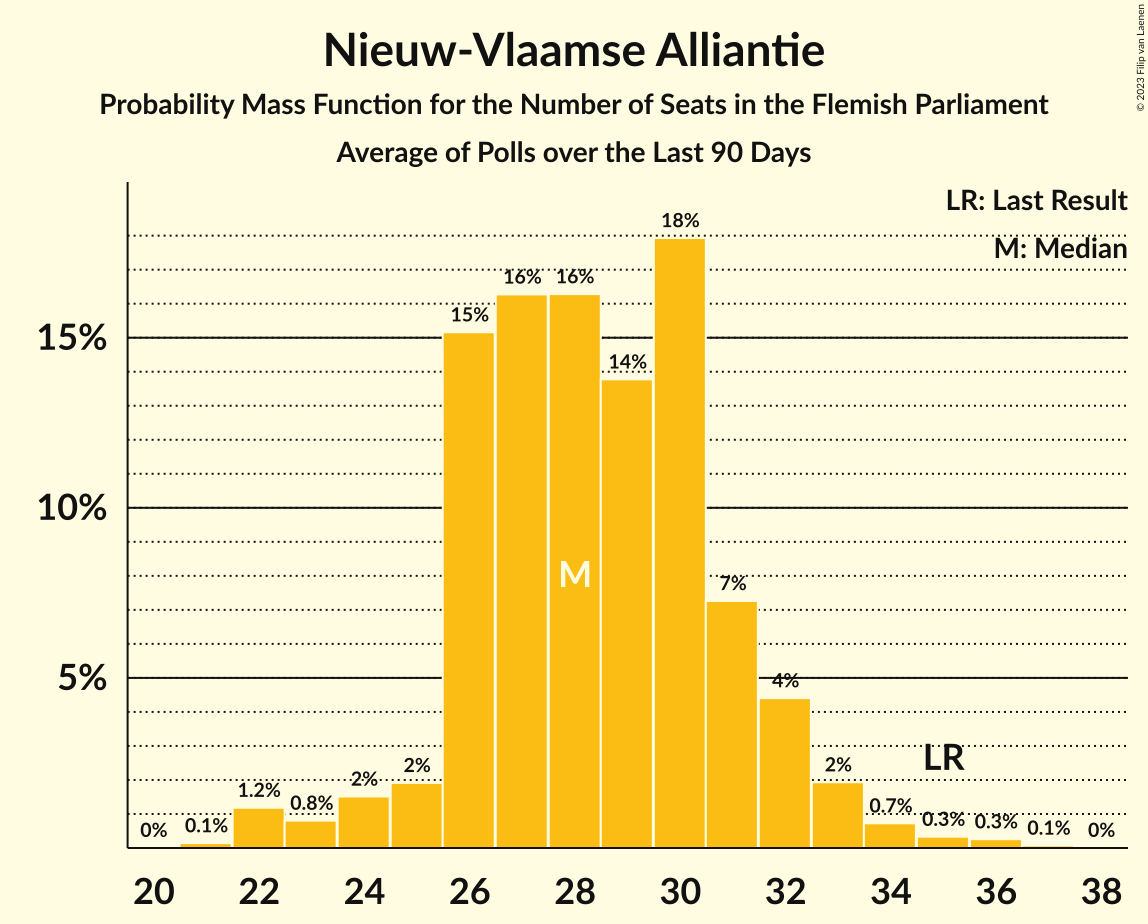 Nieuw-Vlaamse Alliantie
Probability Mass Function for the Number of Seats in the Flemish Parliament
Average of Polls over the Last 90 Days
© 2023 Filip van Laenen
LR: Last Result
M: Median
15%
10%
5%
0%
0.1%
1.2%
0.8%
2%
2%
15%
16%
16%
14%
18%
7%
4%
2%
0.7%
0.3%
0.3%
0.1%
0%
M
LR
20 22 24 26 28 30 32 34 36 38